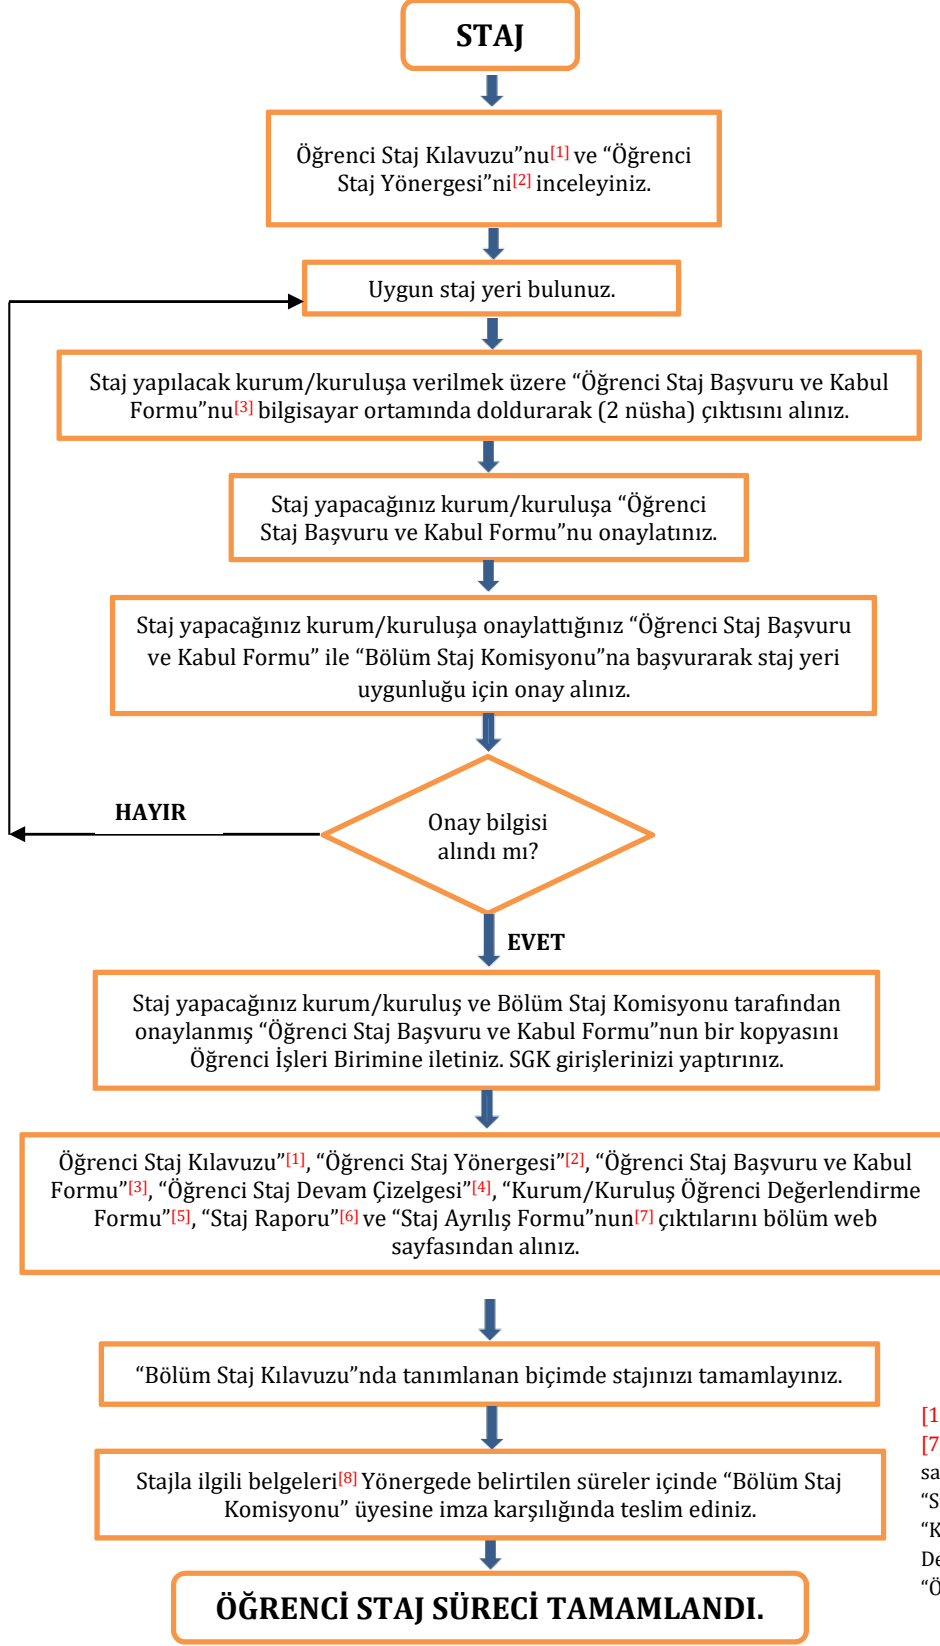 STAJ
Öğrenci Staj Kılavuzu”nu[1] ve “Öğrenci
Staj Yönergesi”ni[2] inceleyiniz.
Uygun staj yeri bulunuz.
Staj yapılacak kurum/kuruluşa verilmek üzere “Öğrenci Staj Başvuru ve Kabul
Formu”nu[3] bilgisayar ortamında doldurarak (2 nüsha) çıktısını alınız.
Staj yapacağınız kurum/kuruluşa “Öğrenci
Staj Başvuru ve Kabul Formu”nu onaylatınız.
Staj yapacağınız kurum/kuruluşa onaylattığınız “Öğrenci Staj Başvuru
ve Kabul Formu” ile “Bölüm Staj Komisyonu”na başvurarak staj yeri
uygunluğu için onay alınız.
HAYIR
Onay bilgisi
alındı mı?
EVET
Staj yapacağınız kurum/kuruluş ve Bölüm Staj Komisyonu tarafından
onaylanmış “Öğrenci Staj Başvuru ve Kabul Formu”nun bir kopyasını
Öğrenci İşleri Birimine iletiniz. SGK girişlerinizi yaptırınız.
Öğrenci Staj Kılavuzu”[1], “Öğrenci Staj Yönergesi”[2], “Öğrenci Staj Başvuru ve Kabul
Formu”[3], “Öğrenci Staj Devam Çizelgesi”[4], “Kurum/Kuruluş Öğrenci Değerlendirme
Formu”[5], “Staj Raporu”[6] ve “Staj Ayrılış Formu”nun[7] çıktılarını bölüm web
sayfasından alınız.
“Bölüm Staj Kılavuzu”nda tanımlanan biçimde stajınızı tamamlayınız.
Stajla ilgili belgeleri[8] Yönergede belirtilen süreler içinde “Bölüm Staj
Komisyonu” üyesine imza karşılığında teslim ediniz.
ÖĞRENCİ STAJ SÜRECİ TAMAMLANDI.
[1
[7
sa
“S
“K
De
“Ö